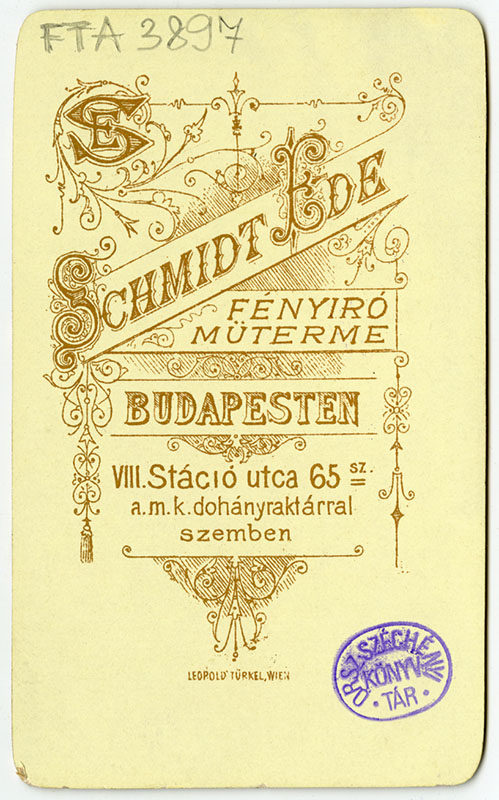 FTA 3897
SE
SCHMIDT EDE
FÉNYIRÓ
MÜTERME
BUDAPESTEN
VIII. Stáció utca 65 sz.
a.m.k. dohányraktárral
szemben
LEOPOLD TÜRKEL, WIEN
ORSZ. SZÉCHÉNYI
KÖNYV
TÁR